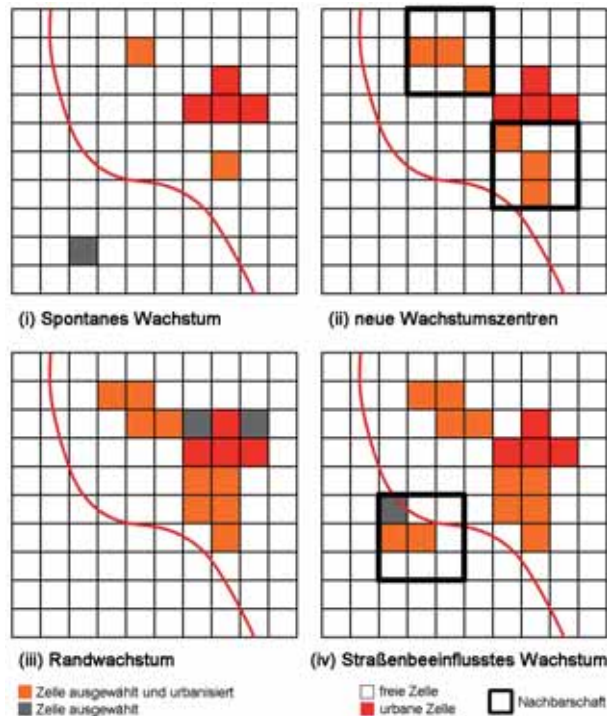 (i) Spontanes Wachstum
(ii) neue Wachstumszentren
(iii) Randwachstum
(iv) Straßenbeeinflusstes Wachstum
Zelle ausgewählt und urbanisiert
Zelle ausgewählt
freie Zelle
urbane Zelle
Nachbarschaft